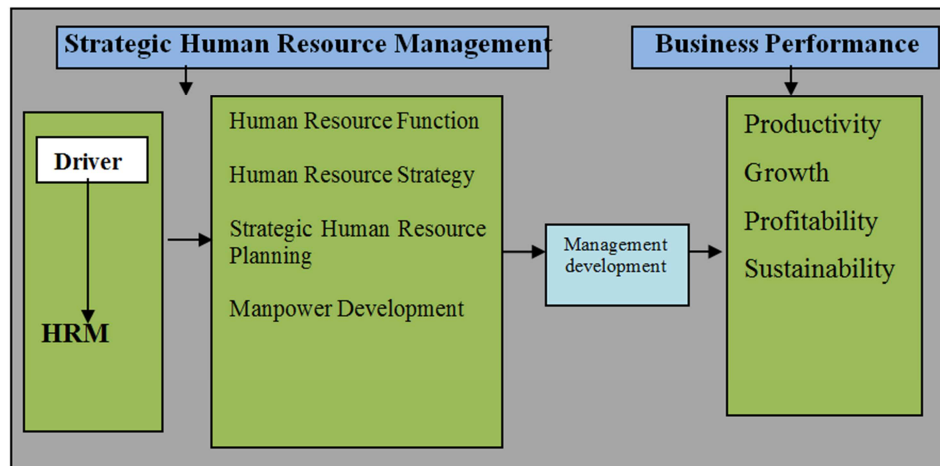 Strategic Human Resource Management
Business Performance
Driver
HRM
Human Resource Function
Human Resource Strategy
Strategic Human Resource
Planning
Manpower Development
Management
development
Productivity
Growth
Profitability
Sustainability